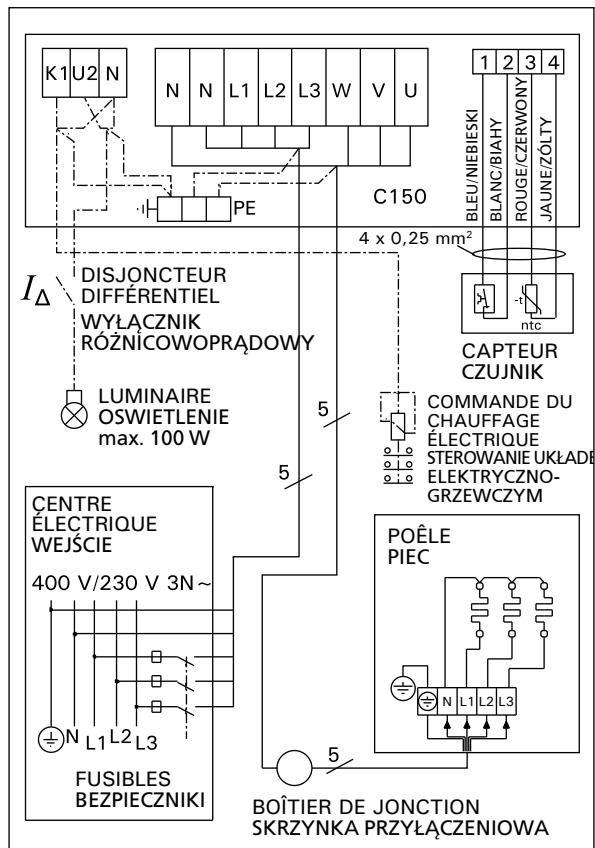 K1 U2 N
N N L1 L2 L3 W V U
1 2 3 4
BLEU/NIEBIESKI
BLANC/BIAHY
ROUGE/CZERWONY
JAUNE/ZÓLTY
PE
C150
4 x 0,25 mm²
I∆
DISJONCTEUR
DIFFÉRENTIEL
WYŁĄCZNIK
RÓŻNICOWOPRĄDOWY
-t
ntc
CAPTEUR
CZUJNIK
LUMINAIRE
OSWIETLENIE
max. 100 W
5
5
COMMANDE DU
CHAUFFAGE
ÉLECTRIQUE
STEROWANIE UKŁADE
ELEKTRYCZNO-
GRZEWCZYM
CENTRE
ÉLECTRIQUE
WEJŚCIE
400 V/230 V 3N ~
N L1 L2 L3
FUSIBLES
BEZPIECZNIKI
POÊLE
PIEC
N L1 L2 L3
5
BOÎTIER DE JONCTION
SKRZYNKA PRZYŁĄCZENIOWA